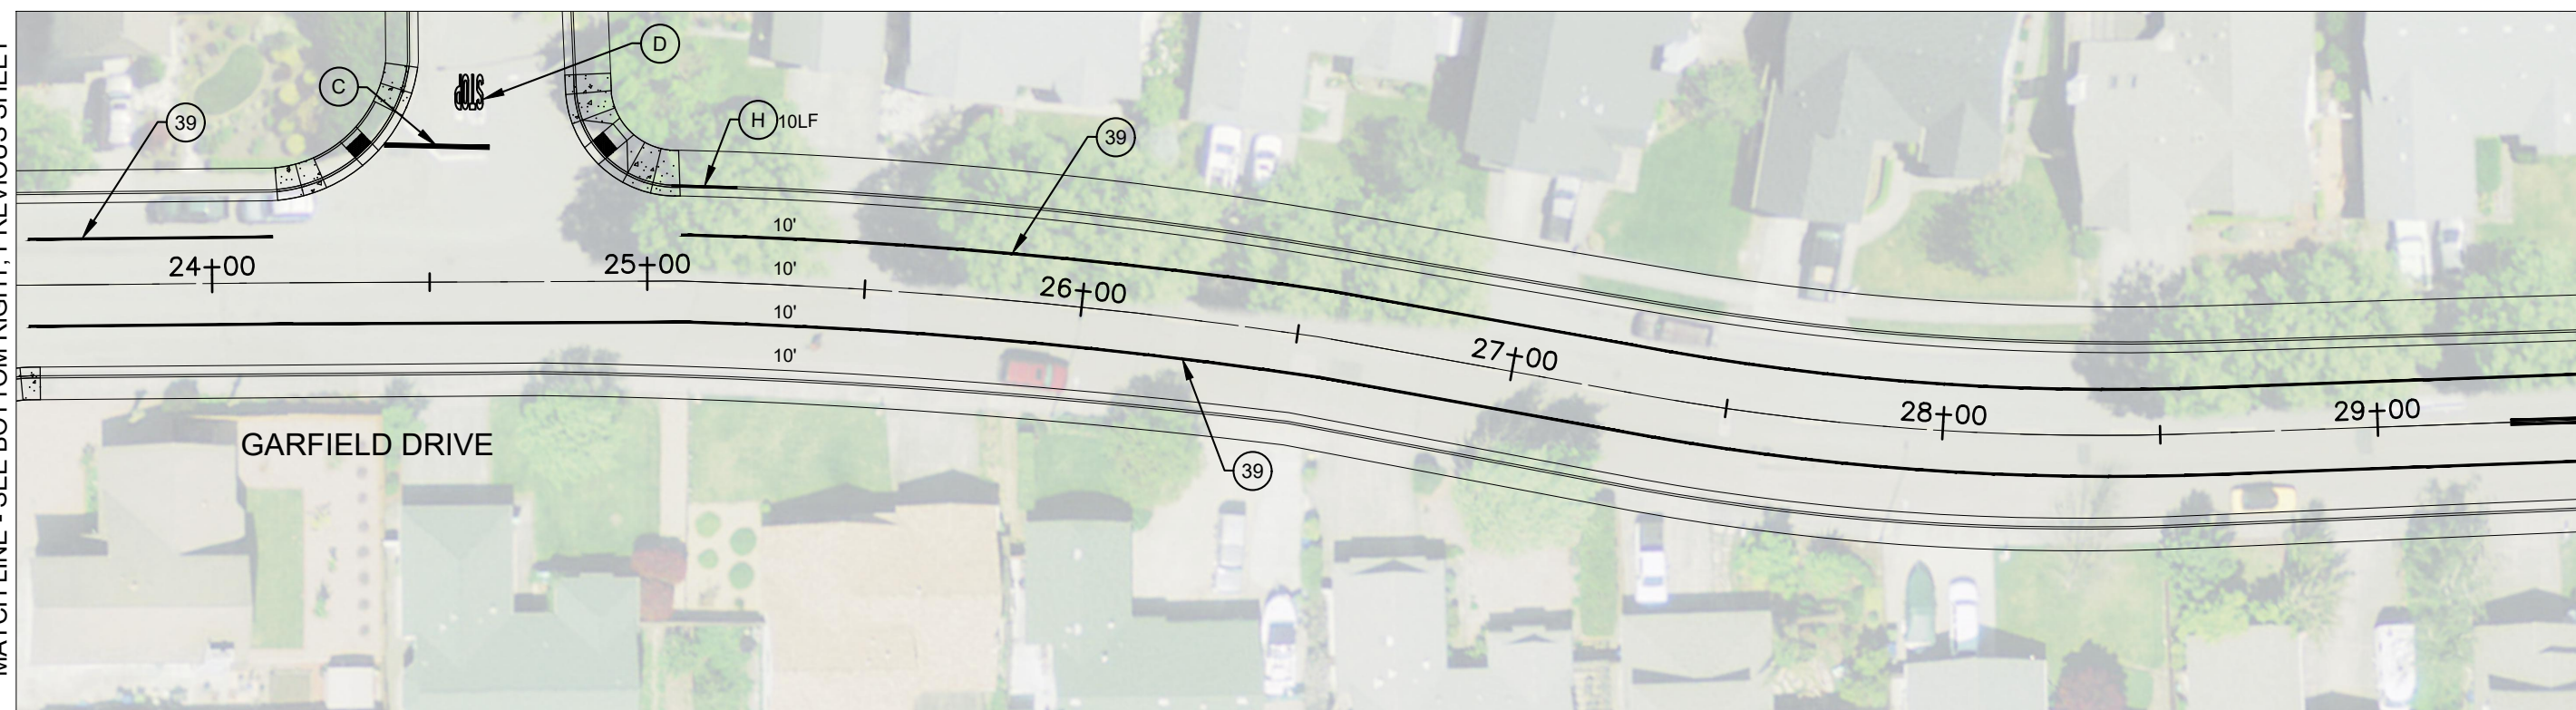 MATCH LINE - SEE BOTTOM RIGHT, PREVIOUS SHEET
D
C
STOP
39
H 10LF
39
10'
24+00
25+00
10'
26+00
10'
27+00
10'
28+00
29+00
GARFIELD DRIVE
39